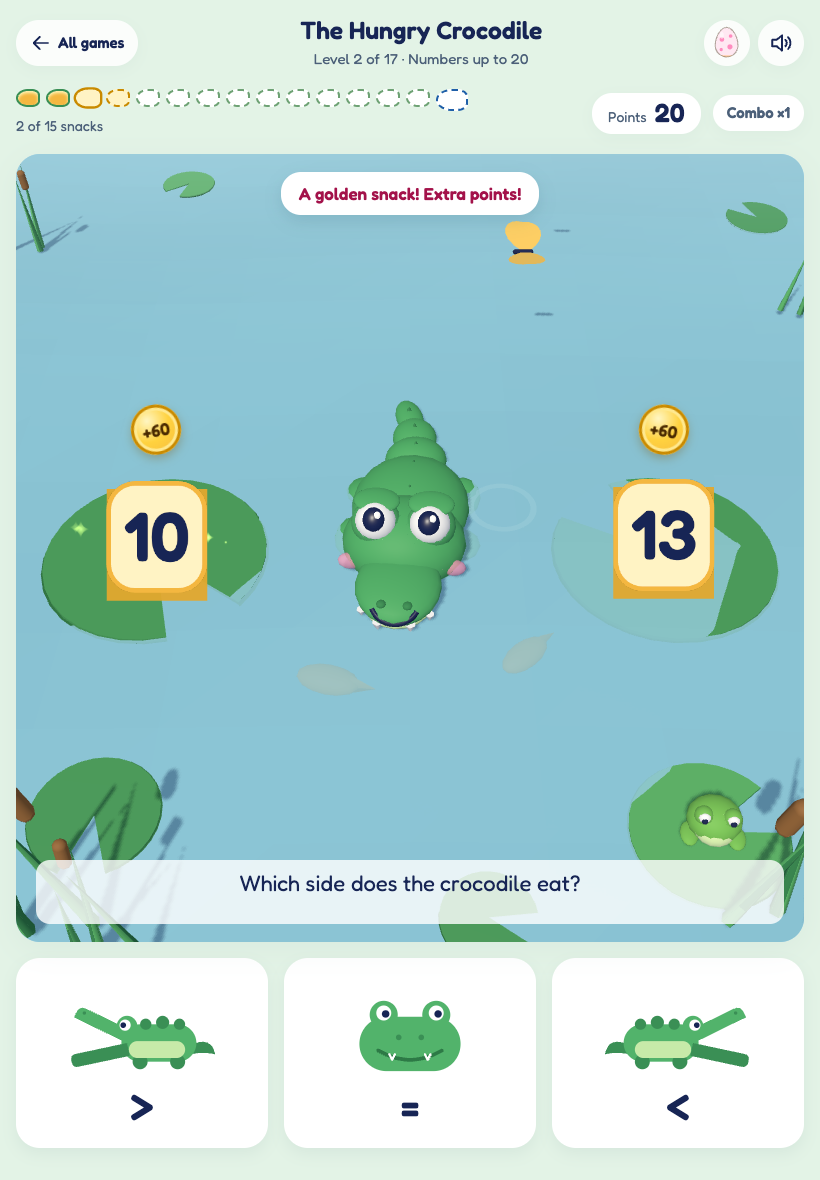 All games
The Hungry Crocodile
Level 2 of 17 · Numbers up to 20
2 of 15 snacks
Points 20
Combo ×1
A golden snack! Extra points!
+60
+60
10
13
Which side does the crocodile eat?
>
=
<